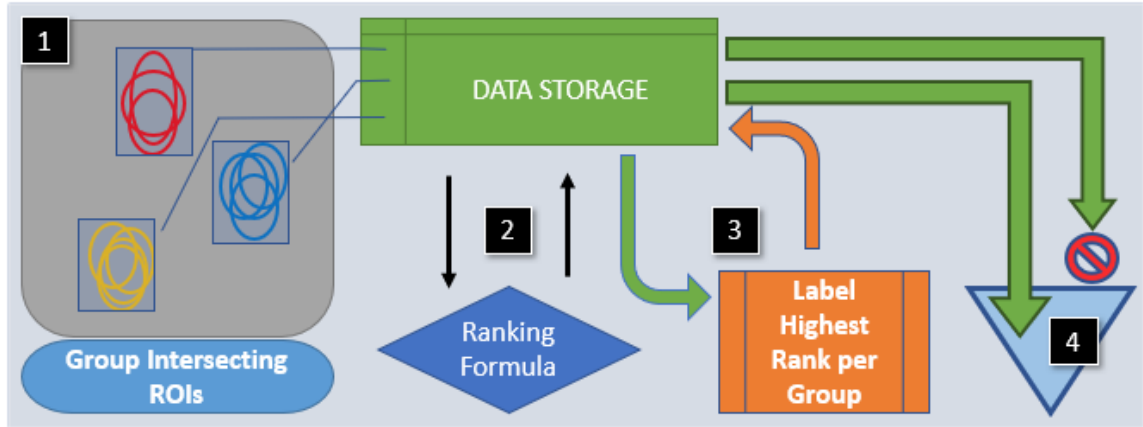 1
DATA STORAGE
2
3
Ranking
Formula
Label
Highest
Rank per
Group
4
Group Intersecting
ROIs